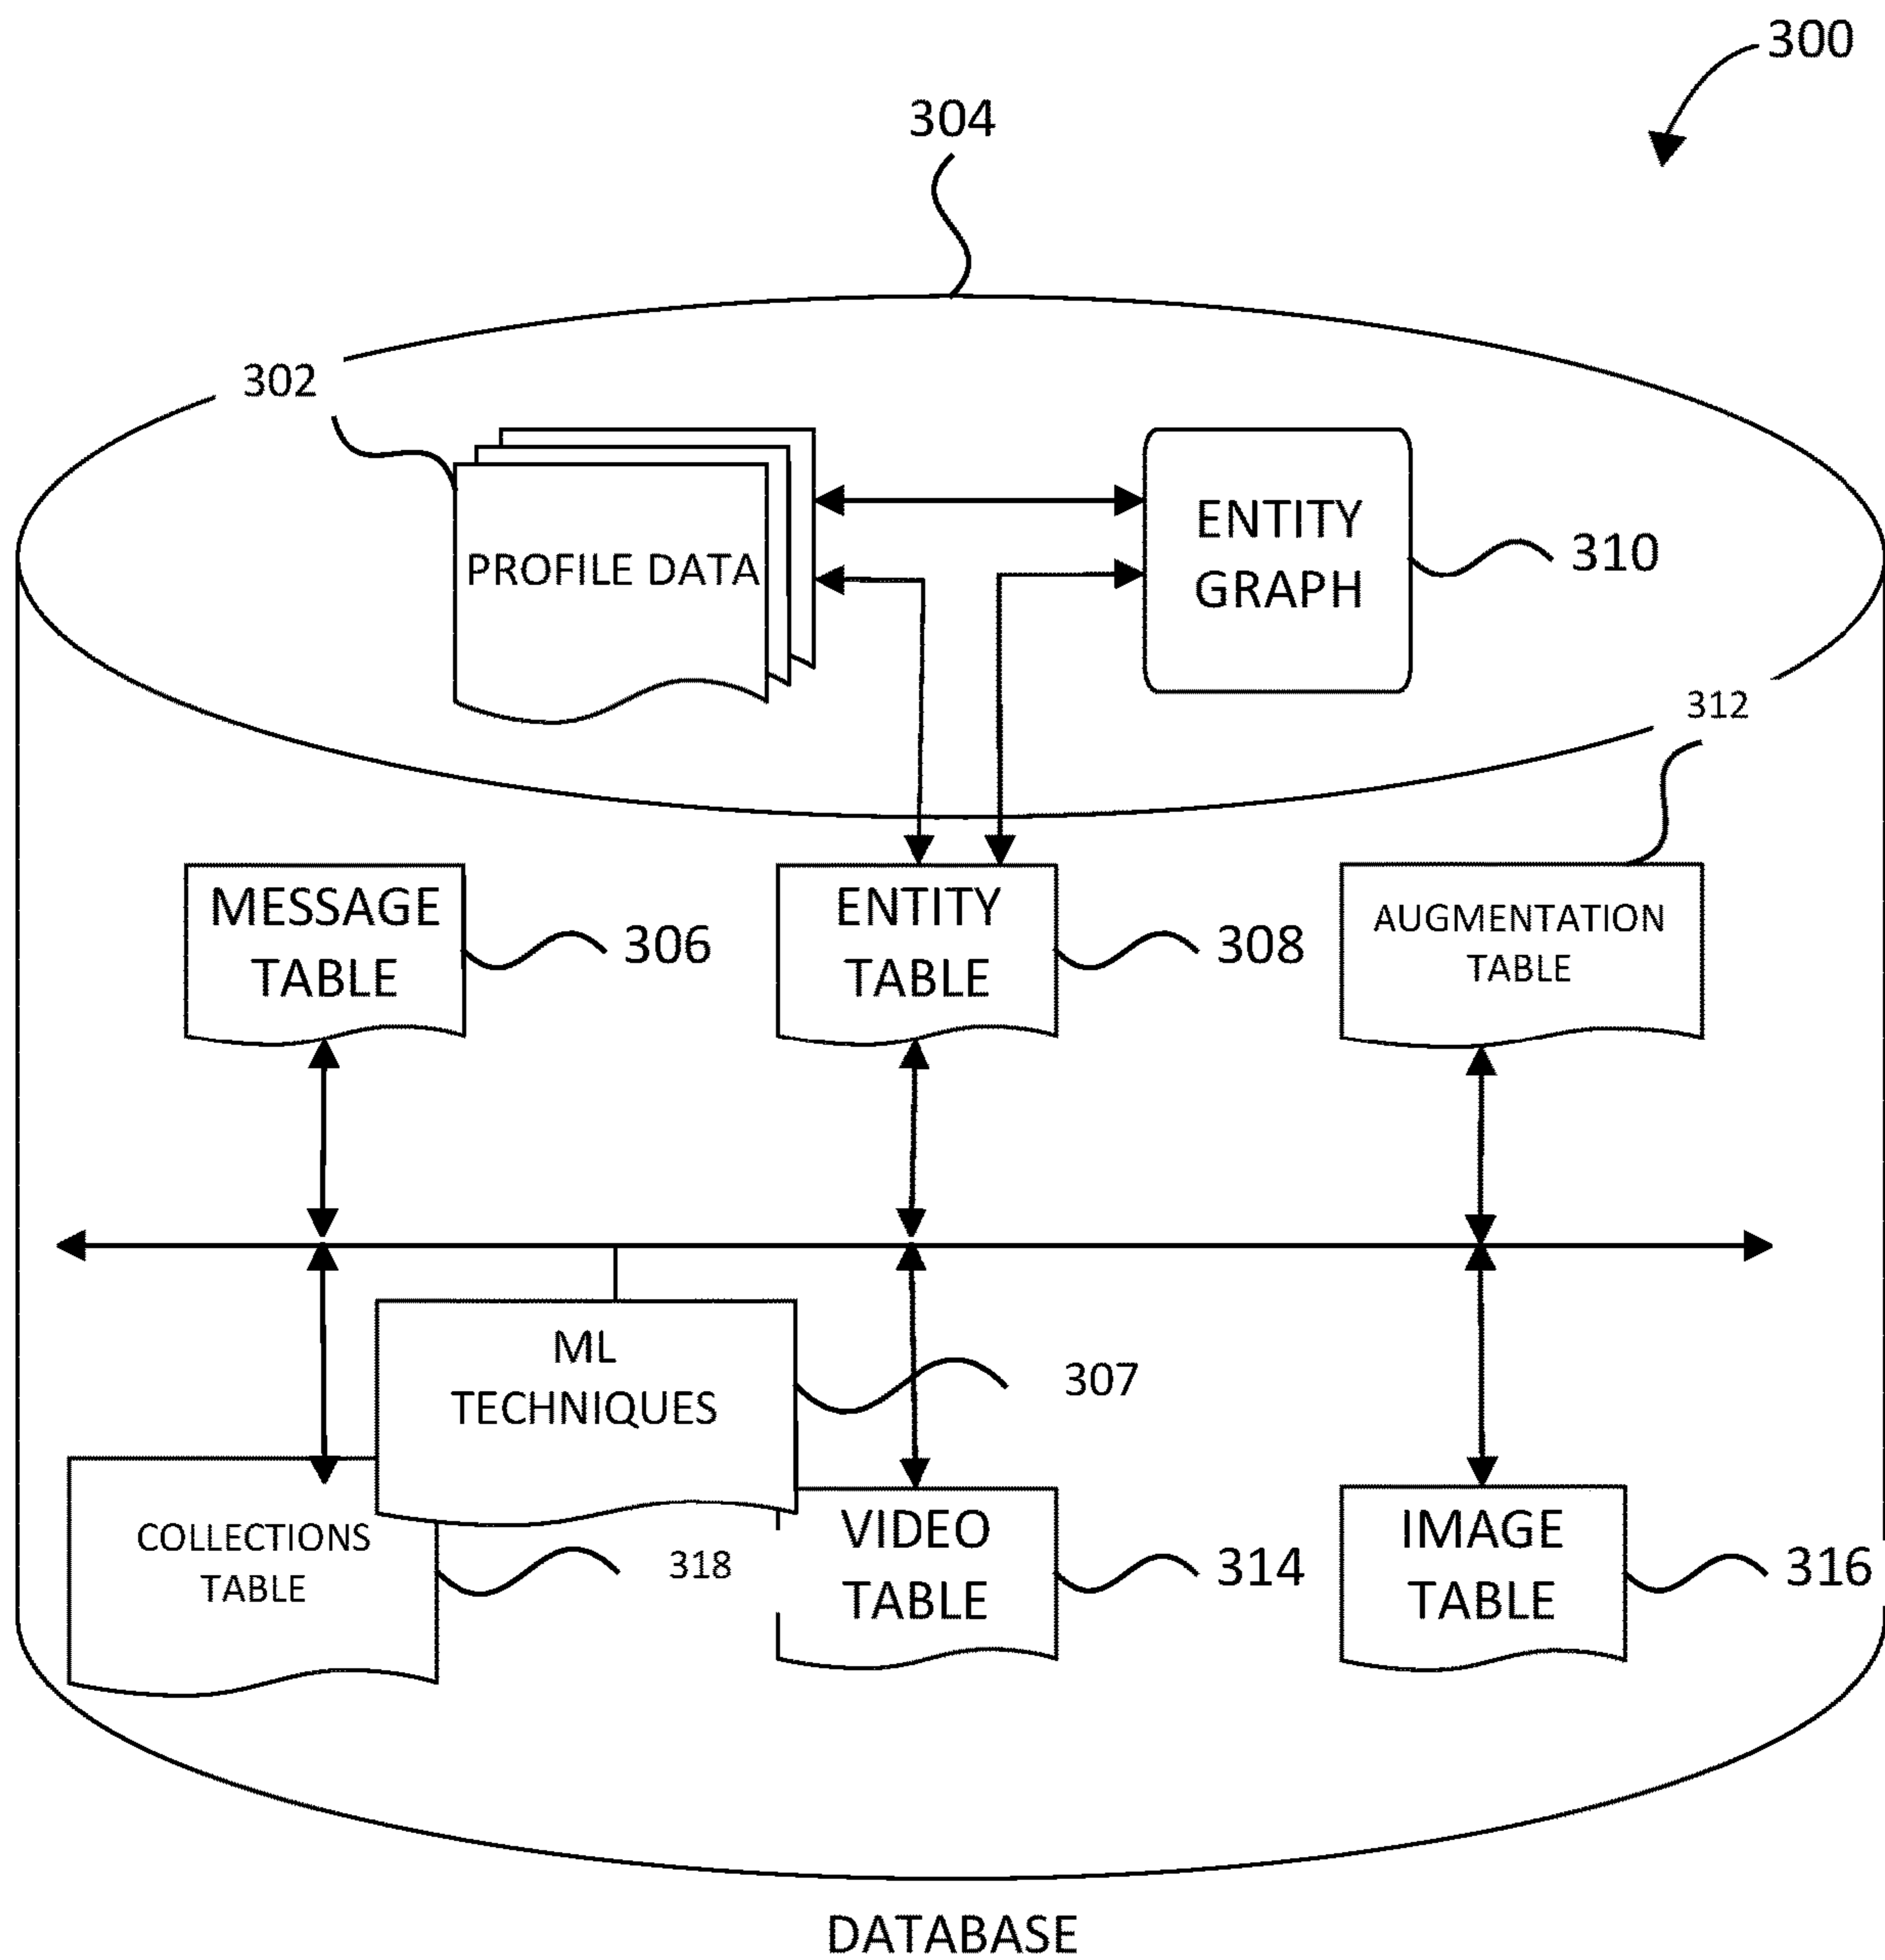 300
304
302
PROFILE DATA
ENTITY
GRAPH
310
312
MESSAGE
TABLE
306
ENTITY
TABLE
308
AUGMENTATION
TABLE
ML
TECHNIQUES
307
COLLECTIONS
TABLE
318
VIDEO
TABLE
314
IMAGE
TABLE
316
DATABASE